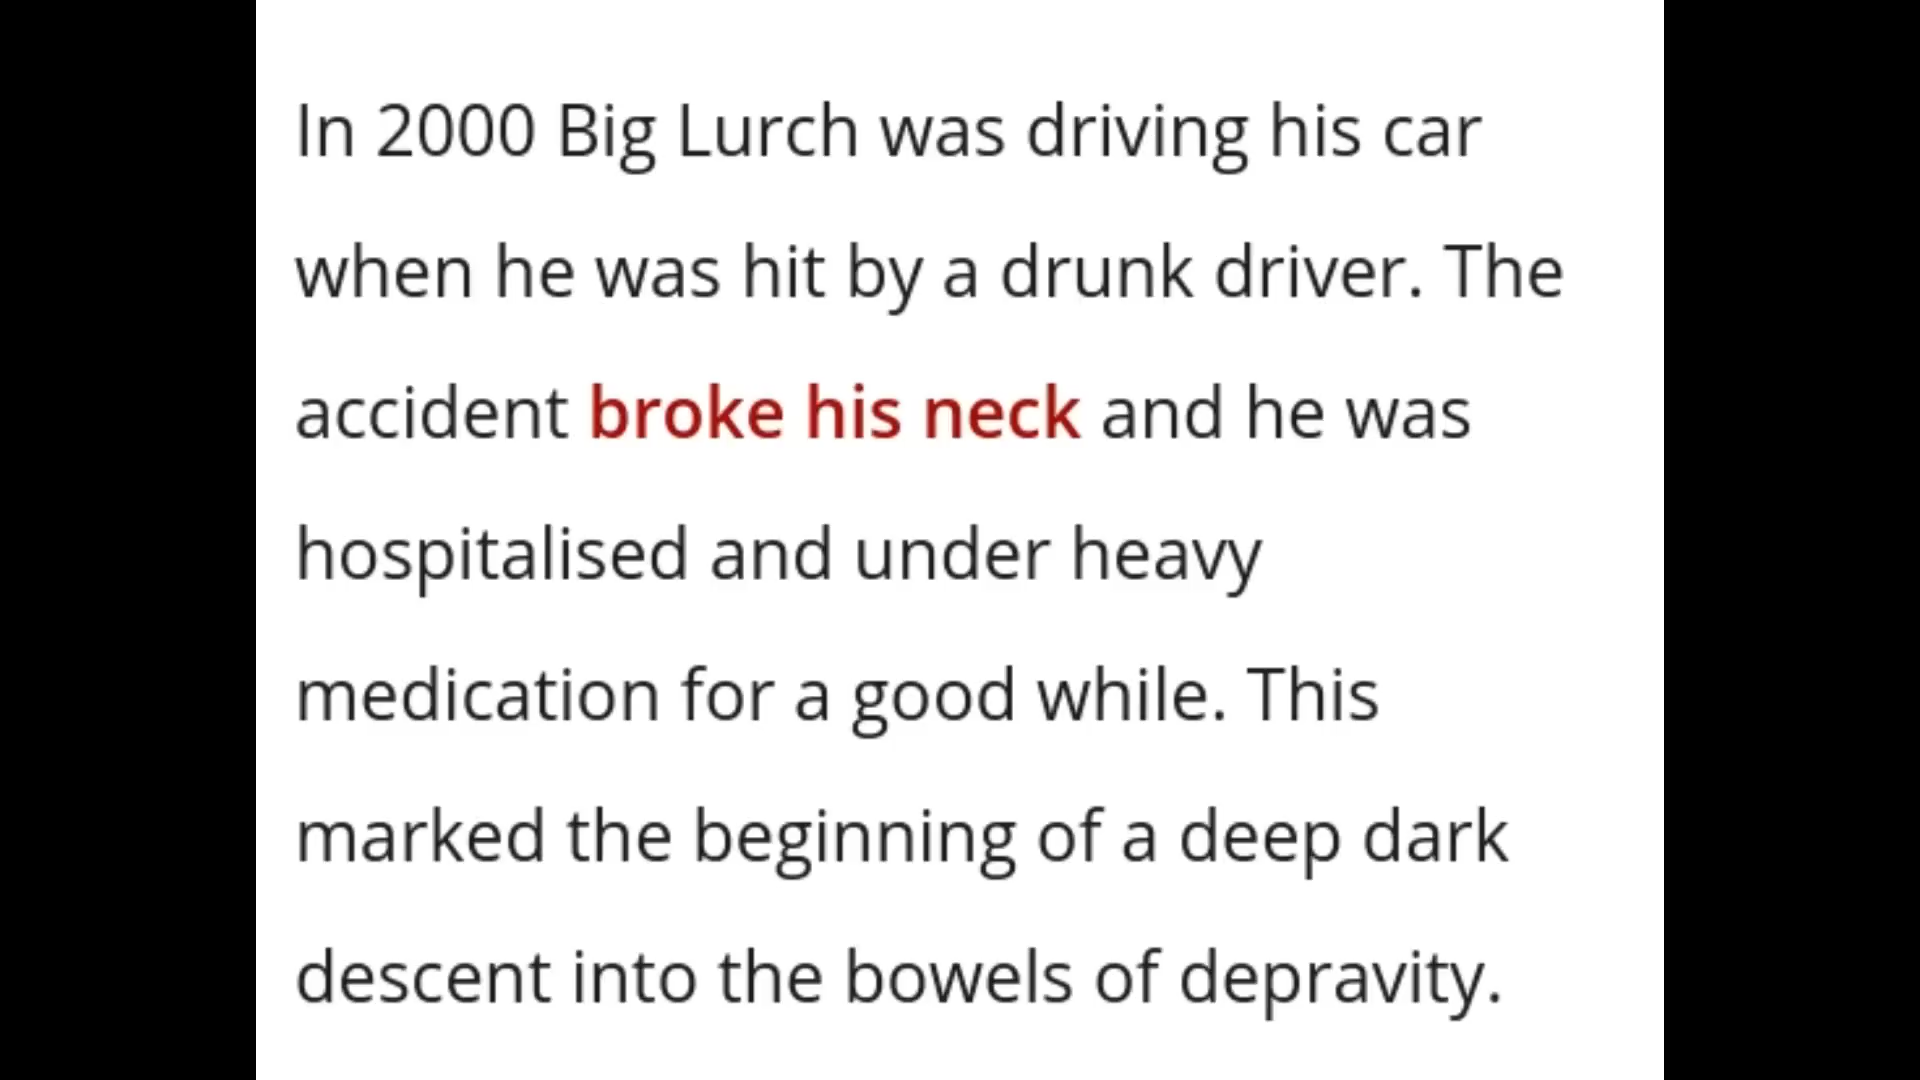 In 2000 Big Lurch was driving his car
when he was hit by a drunk driver. The
accident broke his neck and he was
hospitalised and under heavy
medication for a good while. This
marked the beginning of a deep dark
descent into the bowels of depravity.